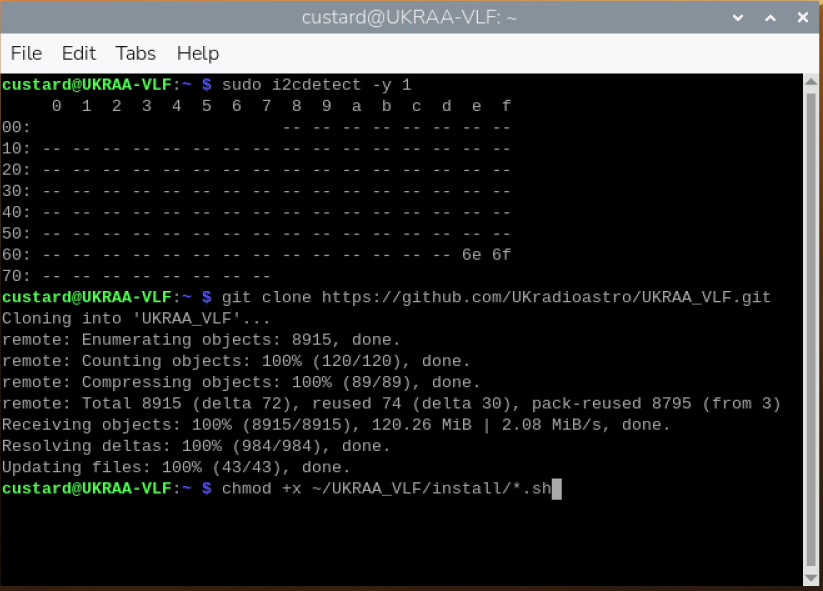 custard@UKRAA-VLF: ~
File Edit Tabs Help
custard@UKRAA-VLF:~ $ sudo i2cdetect -y 1
     0  1  2  3  4  5  6  7  8  9  a  b  c  d  e  f
00:                         -- -- -- -- -- -- -- --
10: -- -- -- -- -- -- -- -- -- -- -- -- -- -- -- --
20: -- -- -- -- -- -- -- -- -- -- -- -- -- -- -- --
30: -- -- -- -- -- -- -- -- -- -- -- -- -- -- -- --
40: -- -- -- -- -- -- -- -- -- -- -- -- -- -- -- --
50: -- -- -- -- -- -- -- -- -- -- -- -- -- -- -- --
60: -- -- -- -- -- -- -- -- -- -- -- -- -- -- 6e 6f
70: -- -- -- -- -- -- -- --
custard@UKRAA-VLF:~ $ git clone https://github.com/UKradioastro/UKRAA_VLF.git
Cloning into 'UKRAA_VLF'...
remote: Enumerating objects: 8915, done.
remote: Counting objects: 100% (120/120), done.
remote: Compressing objects: 100% (89/89), done.
remote: Total 8915 (delta 72), reused 74 (delta 30), pack-reused 8795 (from 3)
Receiving objects: 100% (8915/8915), 120.26 MiB | 2.08 MiB/s, done.
Resolving deltas: 100% (984/984), done.
Updating files: 100% (43/43), done.
custard@UKRAA-VLF:~ $ chmod +x ~/UKRAA_VLF/install/*.sh